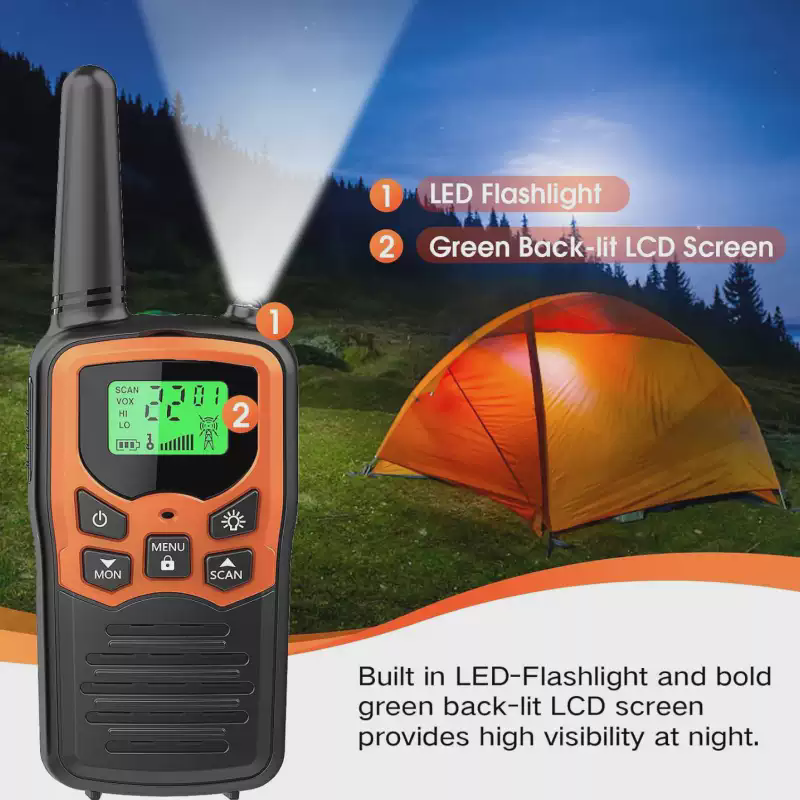 1 LED Flashlight
2 Green Back-lit LCD Screen
1
SCAN
VOX
HI
LO
22 01
2
MENU
MON
SCAN
Built in LED-Flashlight and bold
green back-lit LCD screen
provides high visibility at night.